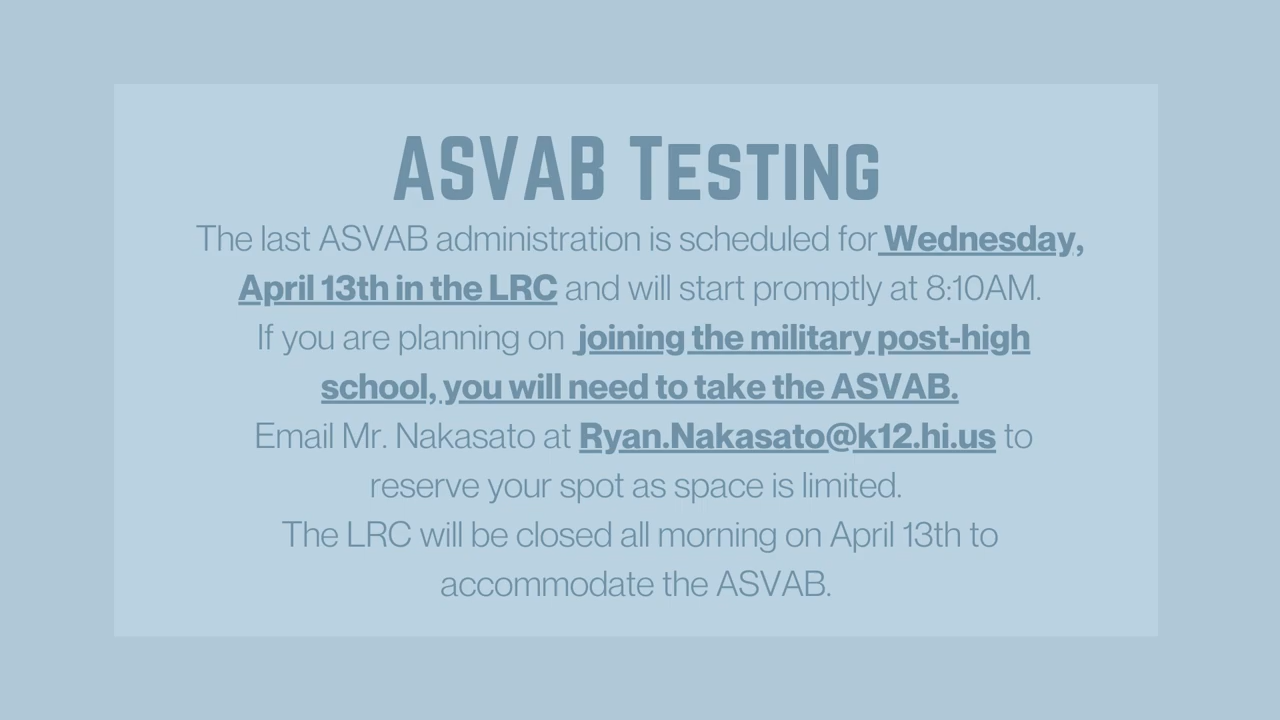 ASVAB Testing
The last ASVAB administration is scheduled for Wednesday,
April 13th in the LRC and will start promptly at 8:10AM.
If you are planning on joining the military post-high
school, you will need to take the ASVAB.
Email Mr. Nakasato at Ryan.Nakasato@k12.hi.us to
reserve your spot as space is limited.
The LRC will be closed all morning on April 13th to
accommodate the ASVAB.